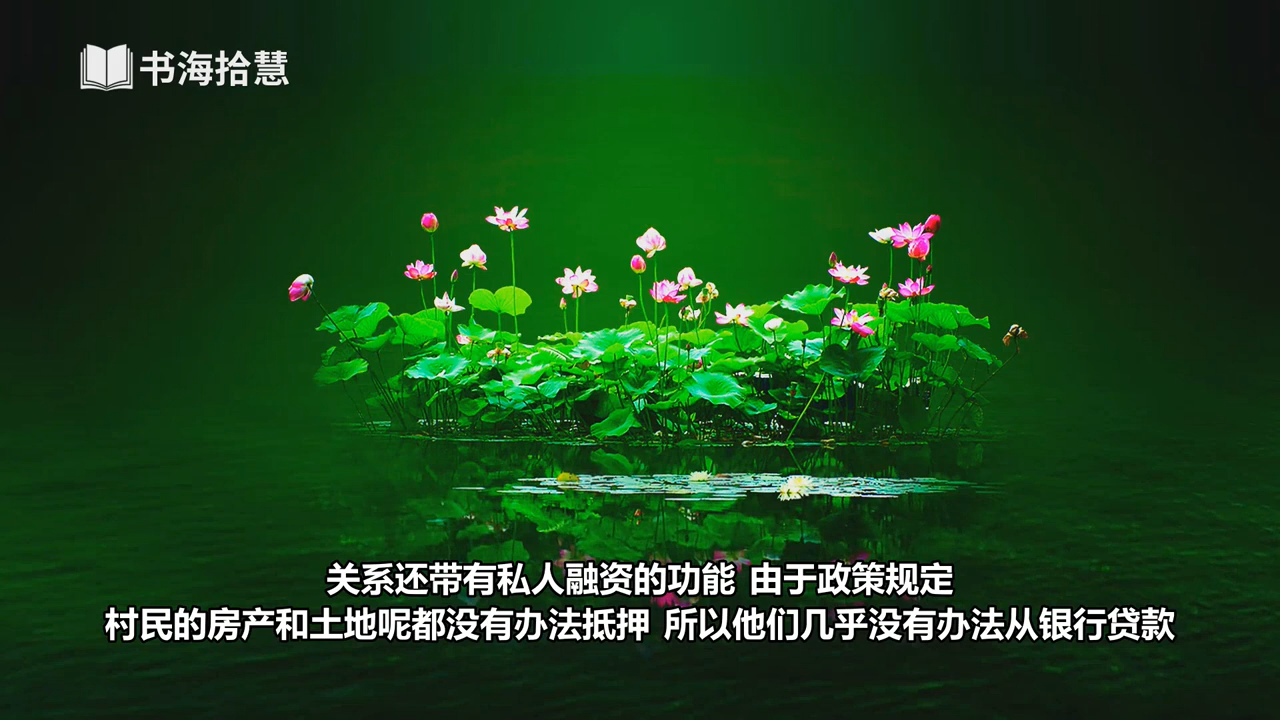 书海拾慧
关系还带有私人融资的功能 由于政策规定
村民的房产和土地呢都没有办法抵押 所以他们几乎没有办法从银行贷款